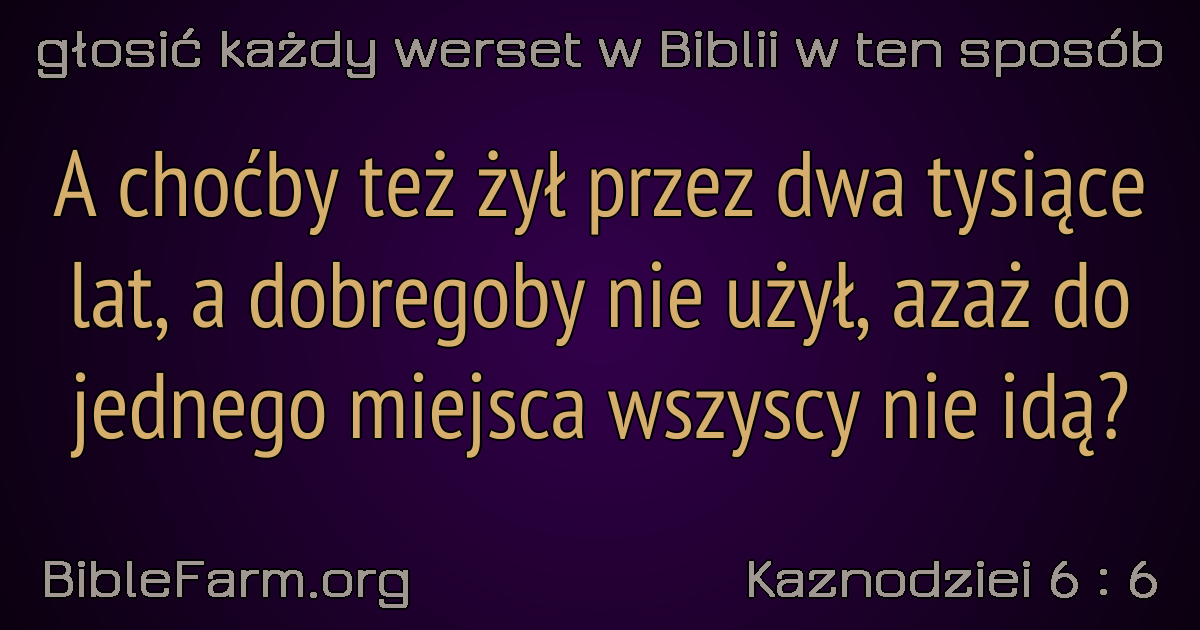 głosić każdy werset w Biblii w ten sposób
A choćby też żył przez dwa tysiące
lat, a dobregoby nie użył, azaż do
jednego miejsca wszyscy nie idą?
BibleFarm.org
Kaznodziei 6 : 6